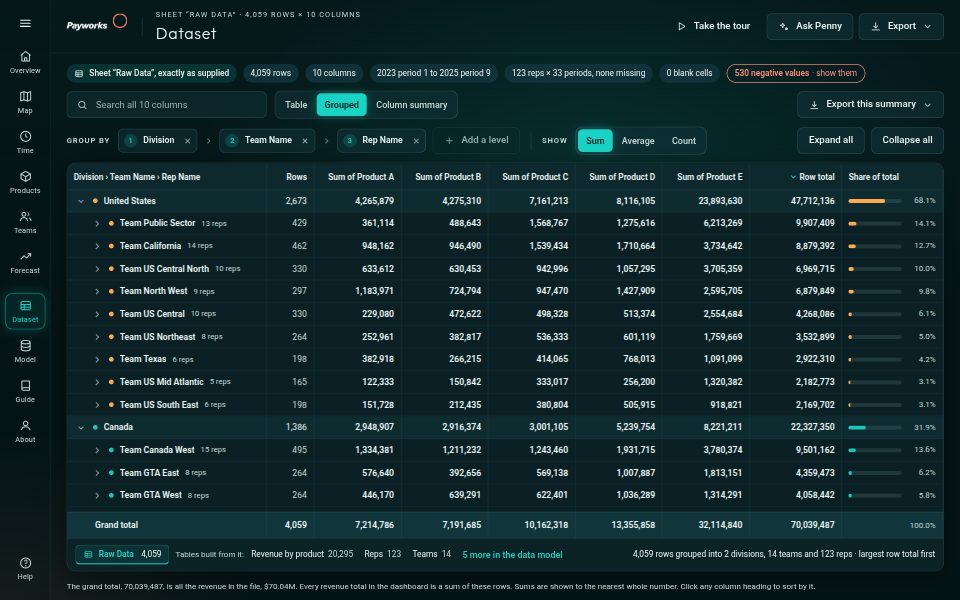 Payworks
SHEET "RAW DATA" · 4,059 ROWS × 10 COLUMNS
Dataset
Take the tour
Ask Penny
Export
Overview
Map
Time
Products
Teams
Forecast
Dataset
Model
Guide
About
Help
Sheet "Raw Data", exactly as supplied
4,059 rows
10 columns
2023 period 1 to 2025 period 9
123 reps × 33 periods, none missing
0 blank cells
530 negative values · show them
Search all 10 columns
Table
Grouped
Column summary
Export this summary
GROUP BY
1 Division ×
2 Team Name ×
3 Rep Name ×
+ Add a level
SHOW
Sum
Average
Count
Expand all
Collapse all
Division › Team Name › Rep Name Rows Sum of Product A Sum of Product B Sum of Product C Sum of Product D Sum of Product E Row total Share of total
United States 2,673 4,265,879 4,275,310 7,161,213 8,116,105 23,893,630 47,712,136 68.1%
Team Public Sector 13 reps 429 361,114 488,643 1,568,767 1,275,616 6,213,269 9,907,409 14.1%
Team California 14 reps 462 948,162 946,490 1,539,434 1,710,664 3,734,642 8,879,392 12.7%
Team US Central North 10 reps 330 633,612 630,453 942,996 1,057,295 3,705,359 6,969,715 10.0%
Team North West 9 reps 297 1,183,971 724,794 947,470 1,427,909 2,595,705 6,879,849 9.8%
Team US Central 10 reps 330 229,080 472,622 498,328 513,374 2,554,684 4,268,086 6.1%
Team US Northeast 8 reps 264 252,961 382,817 536,333 601,119 1,759,669 3,532,899 5.0%
Team Texas 6 reps 198 382,918 266,215 414,065 768,013 1,091,099 2,922,310 4.2%
Team US Mid Atlantic 5 reps 165 122,333 150,842 333,017 256,200 1,320,382 2,182,773 3.1%
Team US South East 6 reps 198 151,728 212,435 380,804 505,915 918,821 2,169,702 3.1%
Canada 1,386 2,948,907 2,916,374 3,001,105 5,239,754 8,221,211 22,327,350 31.9%
Team Canada West 15 reps 495 1,334,381 1,211,232 1,243,460 1,931,715 3,780,374 9,501,162 13.6%
Team GTA East 8 reps 264 576,640 392,656 569,138 1,007,887 1,813,151 4,359,473 6.2%
Team GTA West 8 reps 264 446,170 639,291 622,401 1,036,289 1,314,291 4,058,442 5.8%
Grand total 4,059 7,214,786 7,191,685 10,162,318 13,355,858 32,114,840 70,039,487 100.0%
Raw Data 4,059 Tables built from it: Revenue by product 20,295 Reps 123 Teams 14 5 more in the data model 4,059 rows grouped into 2 divisions, 14 teams and 123 reps · largest row total first
The grand total, 70,039,487, is all the revenue in the file, $70.04M. Every revenue total in the dashboard is a sum of these rows. Sums are shown to the nearest whole number. Click any column heading to sort by it.